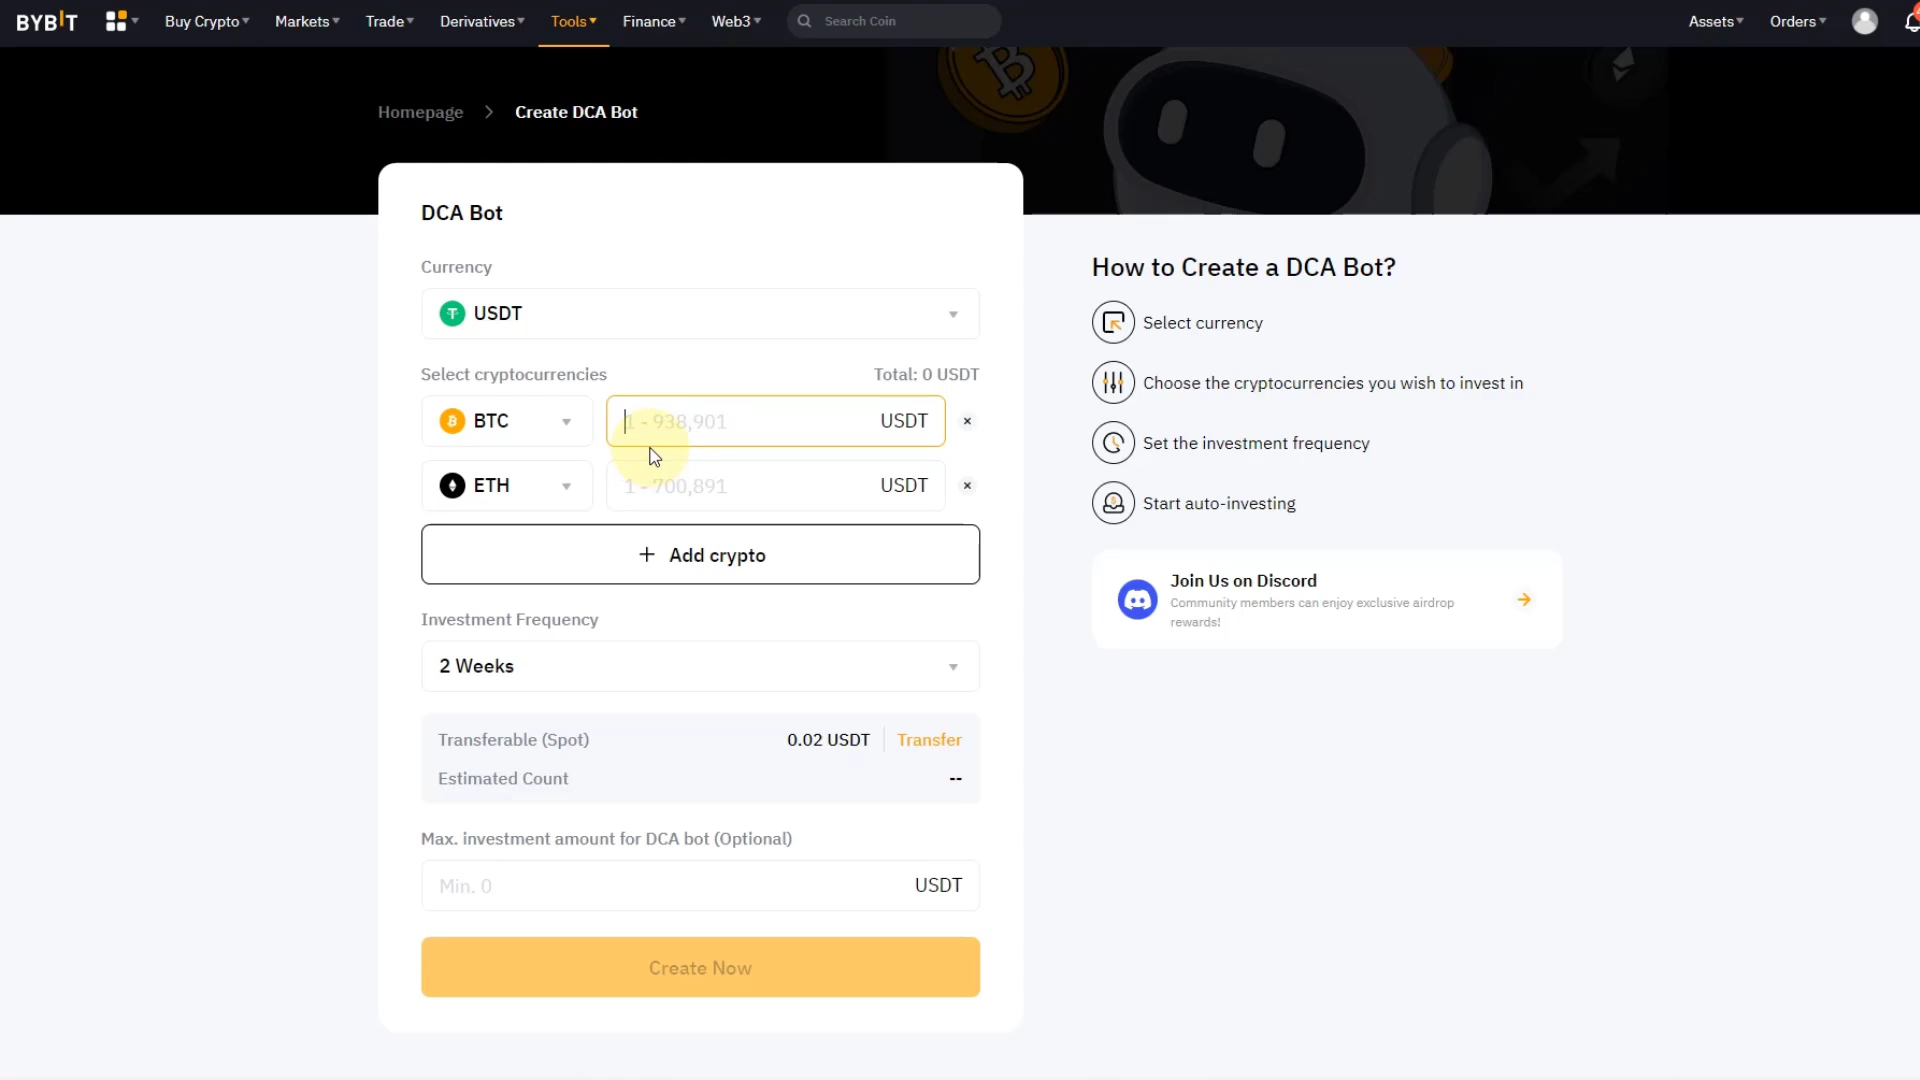 BYBIT
Buy Crypto
Markets
Trade
Derivatives
Tools
Finance
Web3
Search Coin
Assets
Orders
Homepage
Create DCA Bot
DCA Bot
Currency
USDT
Select cryptocurrencies
Total: 0 USDT
BTC
1 - 938,901
USDT
×
ETH
1 - 700,891
USDT
×
+ Add crypto
Investment Frequency
2 Weeks
Transferable (Spot)
0.02 USDT
Transfer
Estimated Count
--
Max. investment amount for DCA bot (Optional)
Min. 0
USDT
Create Now
How to Create a DCA Bot?
Select currency
Choose the cryptocurrencies you wish to invest in
Set the investment frequency
Start auto-investing
Join Us on Discord
Community members can enjoy exclusive airdrop
rewards!